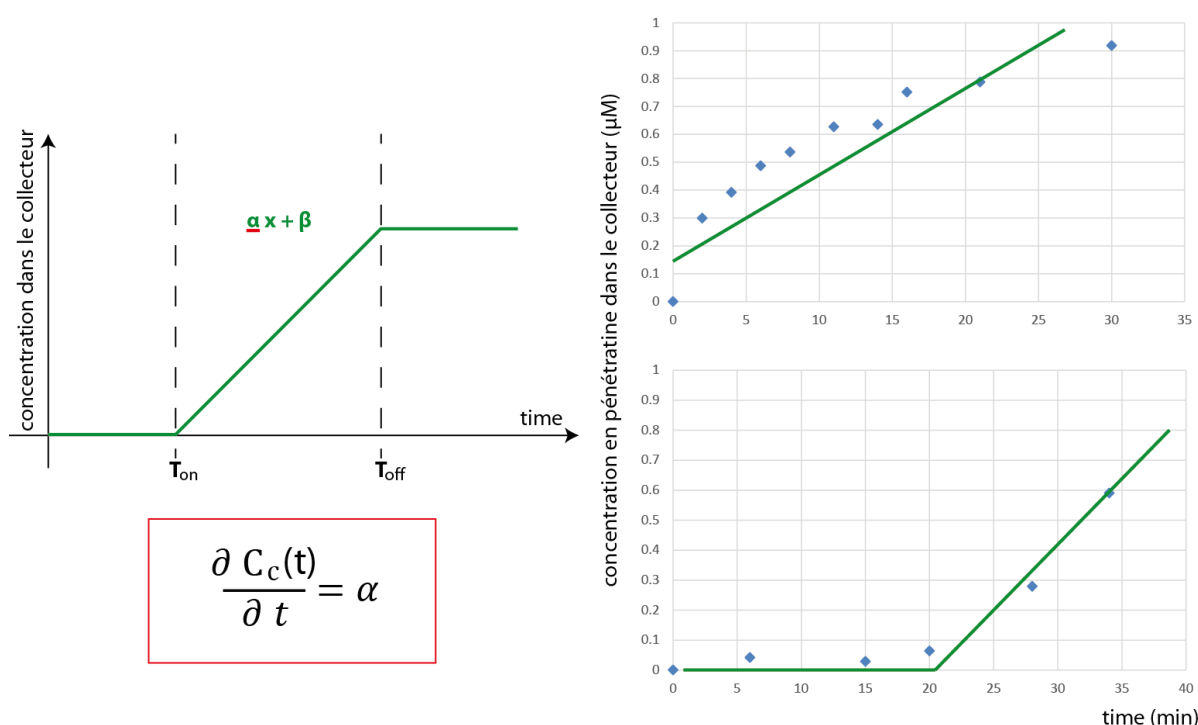 concentration dans le collecteur
α x + β
time
Ton
Toff
∂ Cc(t)
= α
∂ t
concentration en pénétratine dans le collecteur (µM)
1
0.9
0.8
0.7
0.6
0.5
0.4
0.3
0.2
0.1
0
0 5 10 15 20 25 30 35
1
0.9
0.8
0.7
0.6
0.5
0.4
0.3
0.2
0.1
0
0 5 10 15 20 25 30 35 40
time (min)